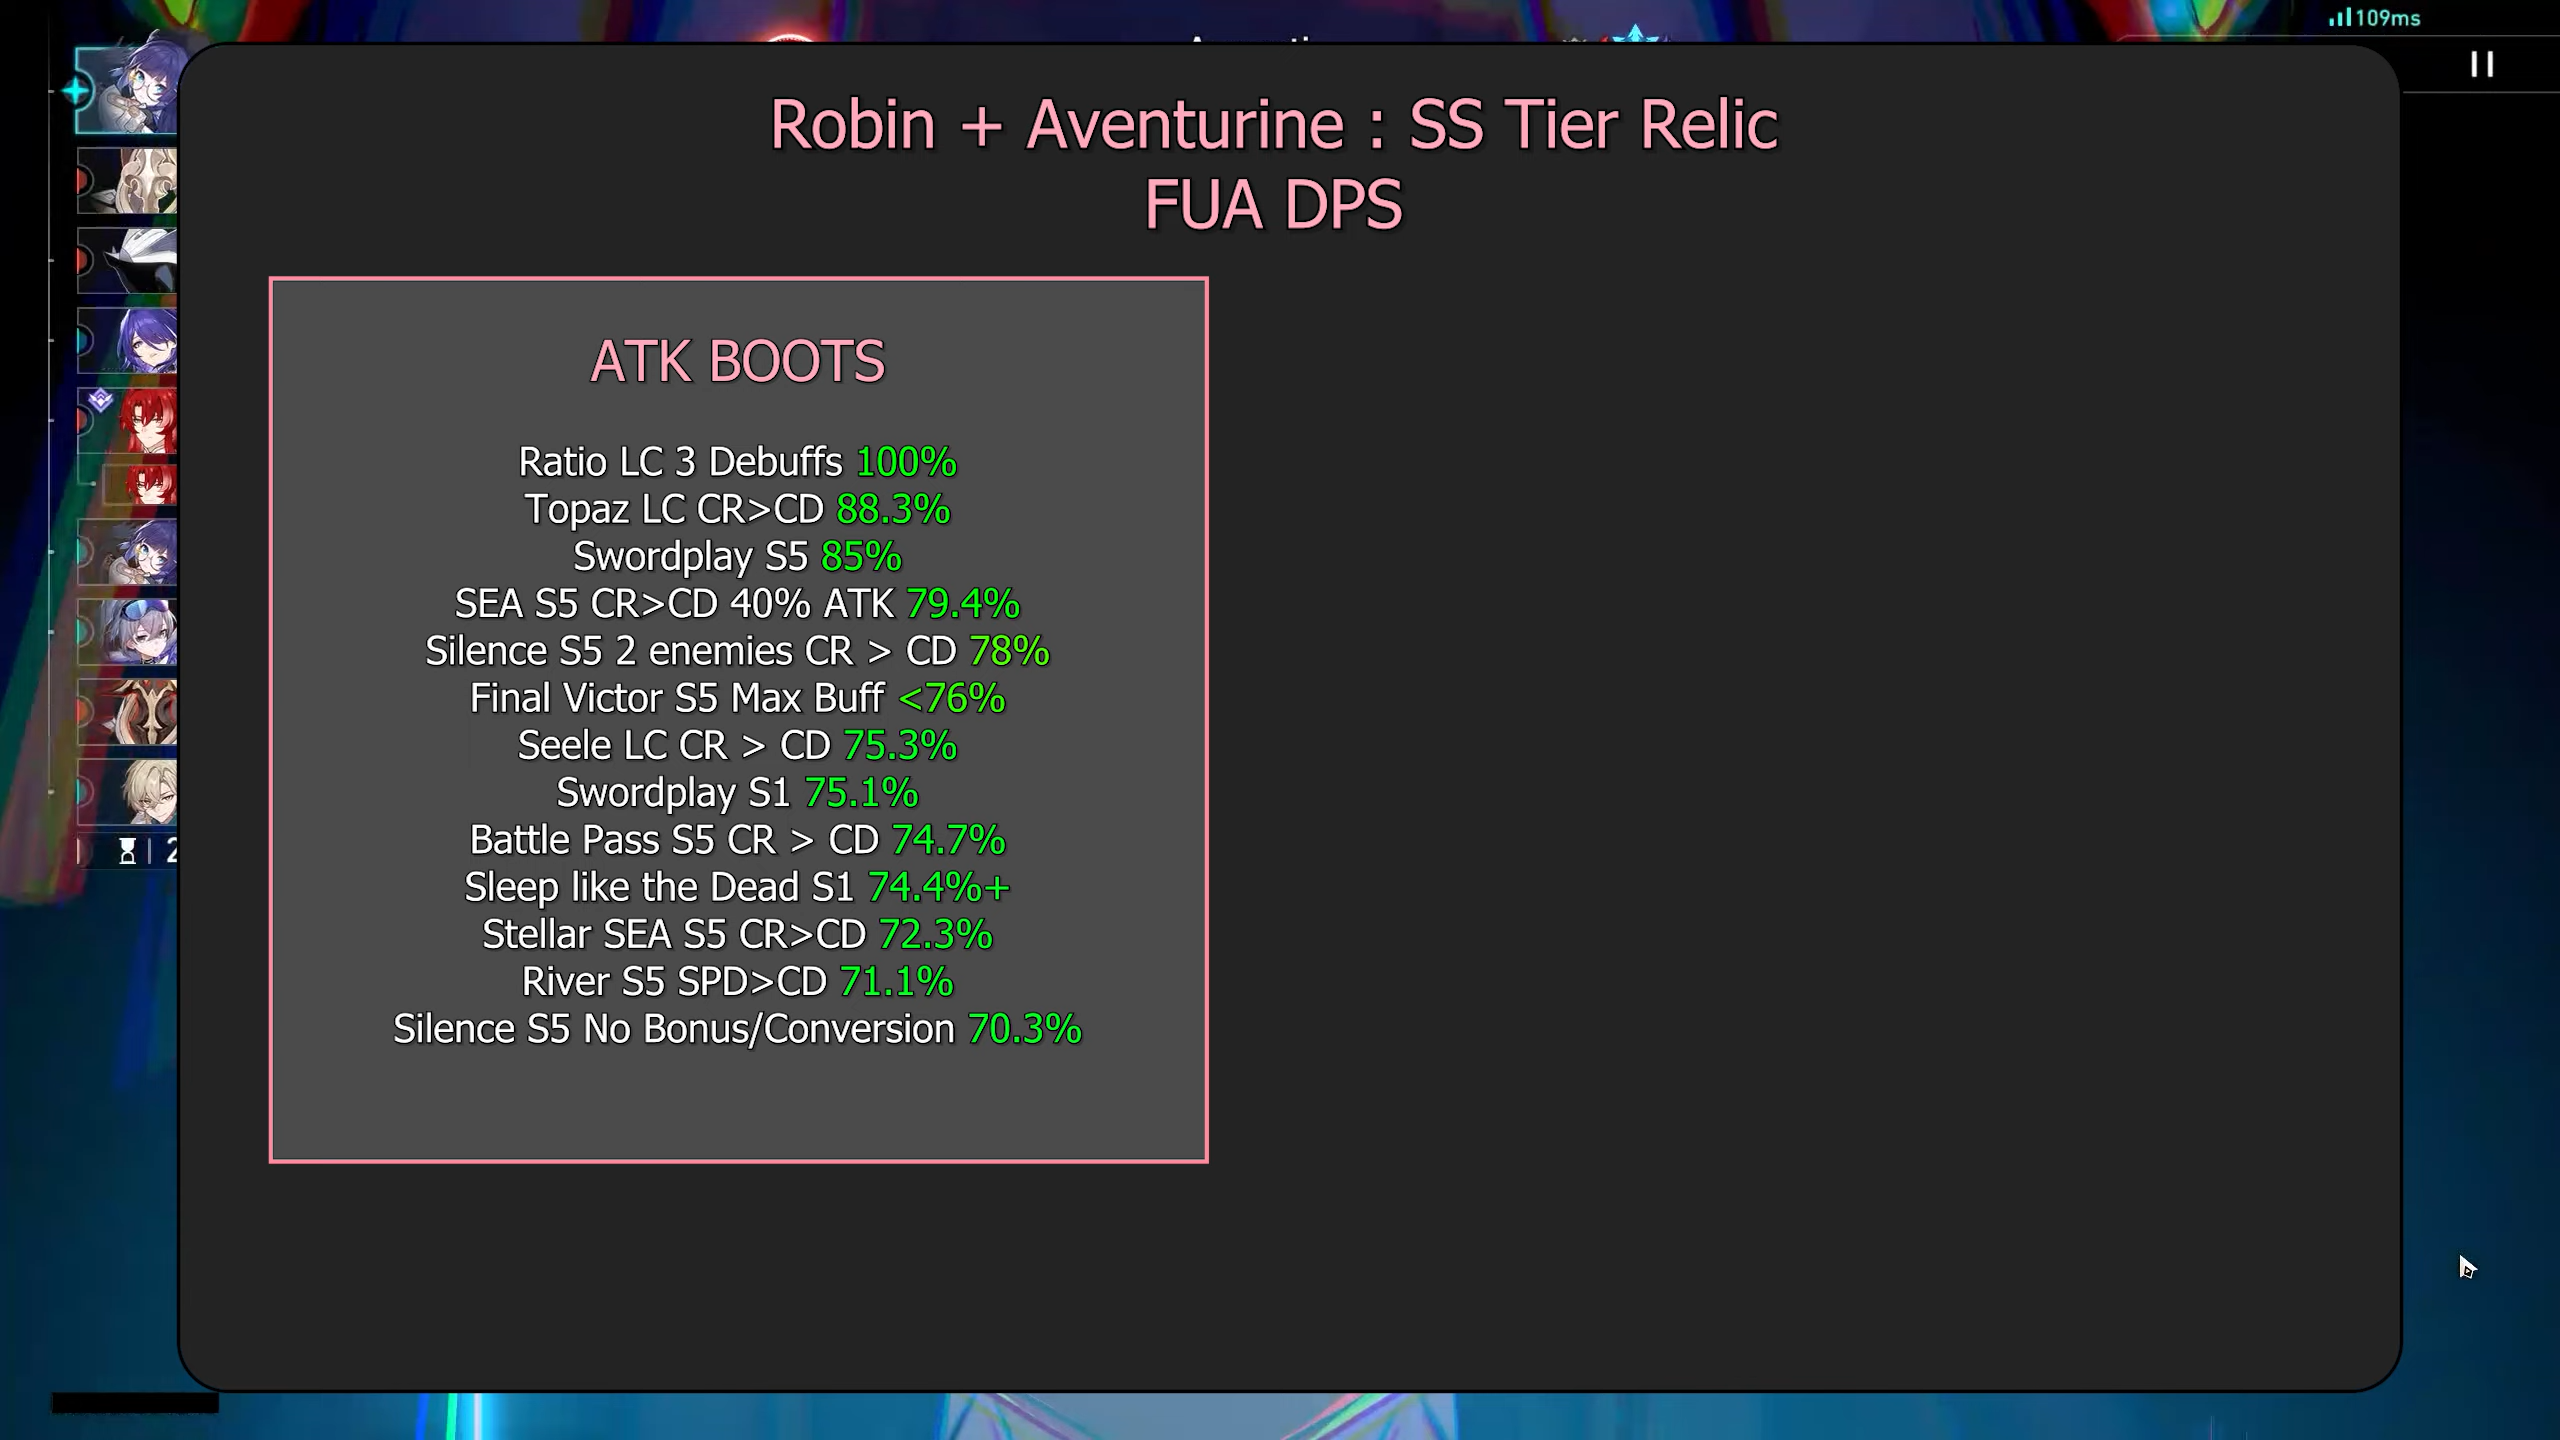 109ms
Robin + Aventurine : SS Tier Relic
FUA DPS
ATK BOOTS
Ratio LC 3 Debuffs 100%
Topaz LC CR>CD 88.3%
Swordplay S5 85%
SEA S5 CR>CD 40% ATK 79.4%
Silence S5 2 enemies CR > CD 78%
Final Victor S5 Max Buff <76%
Seele LC CR > CD 75.3%
Swordplay S1 75.1%
Battle Pass S5 CR > CD 74.7%
Sleep like the Dead S1 74.4%+
Stellar SEA S5 CR>CD 72.3%
River S5 SPD>CD 71.1%
Silence S5 No Bonus/Conversion 70.3%